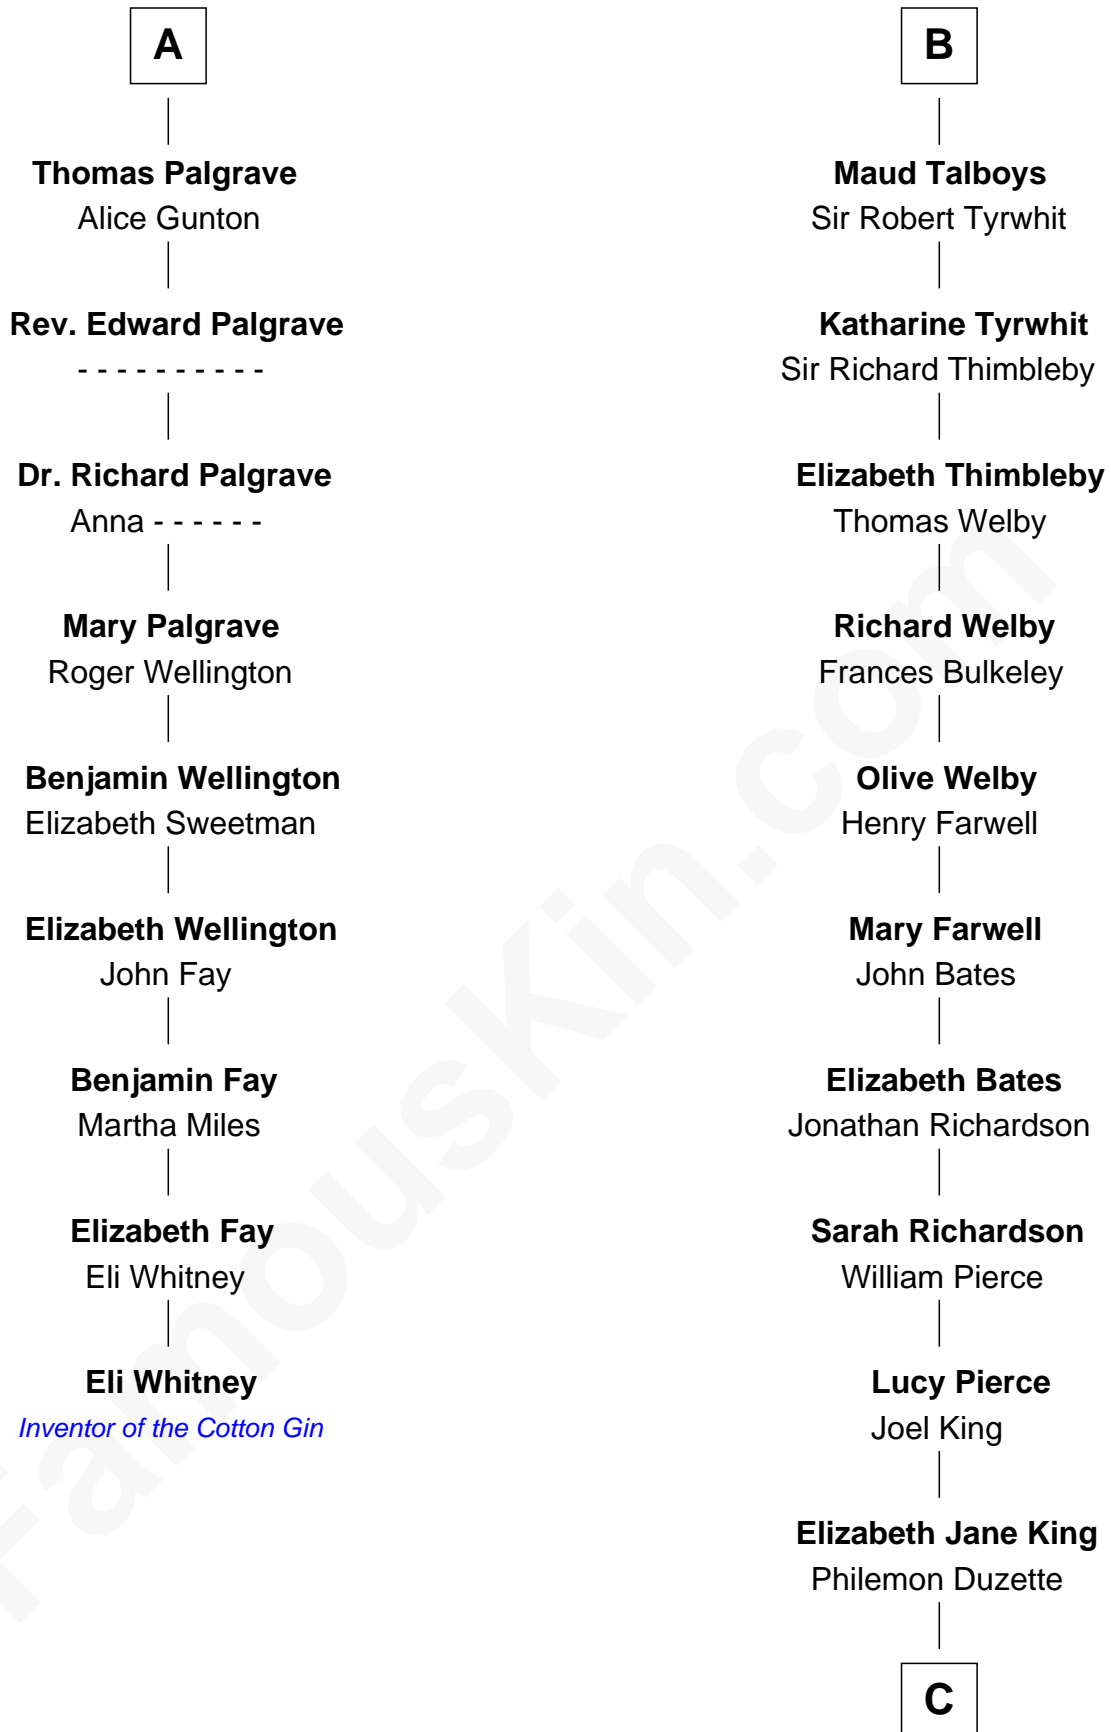 A
Thomas Palgrave
Alice Gunton
Rev. Edward Palgrave
- - - - - - - - - -
Dr. Richard Palgrave
Anna - - - - - -
Mary Palgrave
Roger Wellington
Benjamin Wellington
Elizabeth Sweetman
Elizabeth Wellington
John Fay
Benjamin Fay
Martha Miles
Elizabeth Fay
Eli Whitney
Eli Whitney
Inventor of the Cotton Gin
B
Maud Talboys
Sir Robert Tyrwhit
Katharine Tyrwhit
Sir Richard Thimbleby
Elizabeth Thimbleby
Thomas Welby
Richard Welby
Frances Bulkeley
Olive Welby
Henry Farwell
Mary Farwell
John Bates
Elizabeth Bates
Jonathan Richardson
Sarah Richardson
William Pierce
Lucy Pierce
Joel King
Elizabeth Jane King
Philemon Duzette
C
FamousKin.com